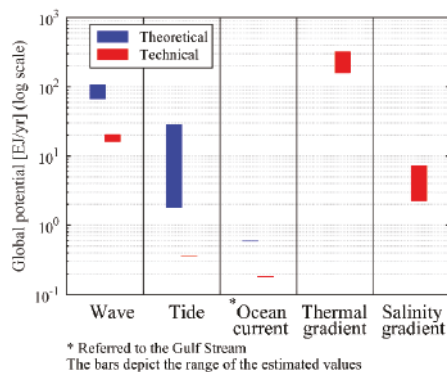 Global potential [EJ/yr] (log scale)
10³
10²
10¹
10⁰
10⁻¹
Theoretical
Technical
Wave
Tide
*Ocean
current
Thermal
gradient
Salinity
gradient
* Referred to the Gulf Stream
The bars depict the range of the estimated values